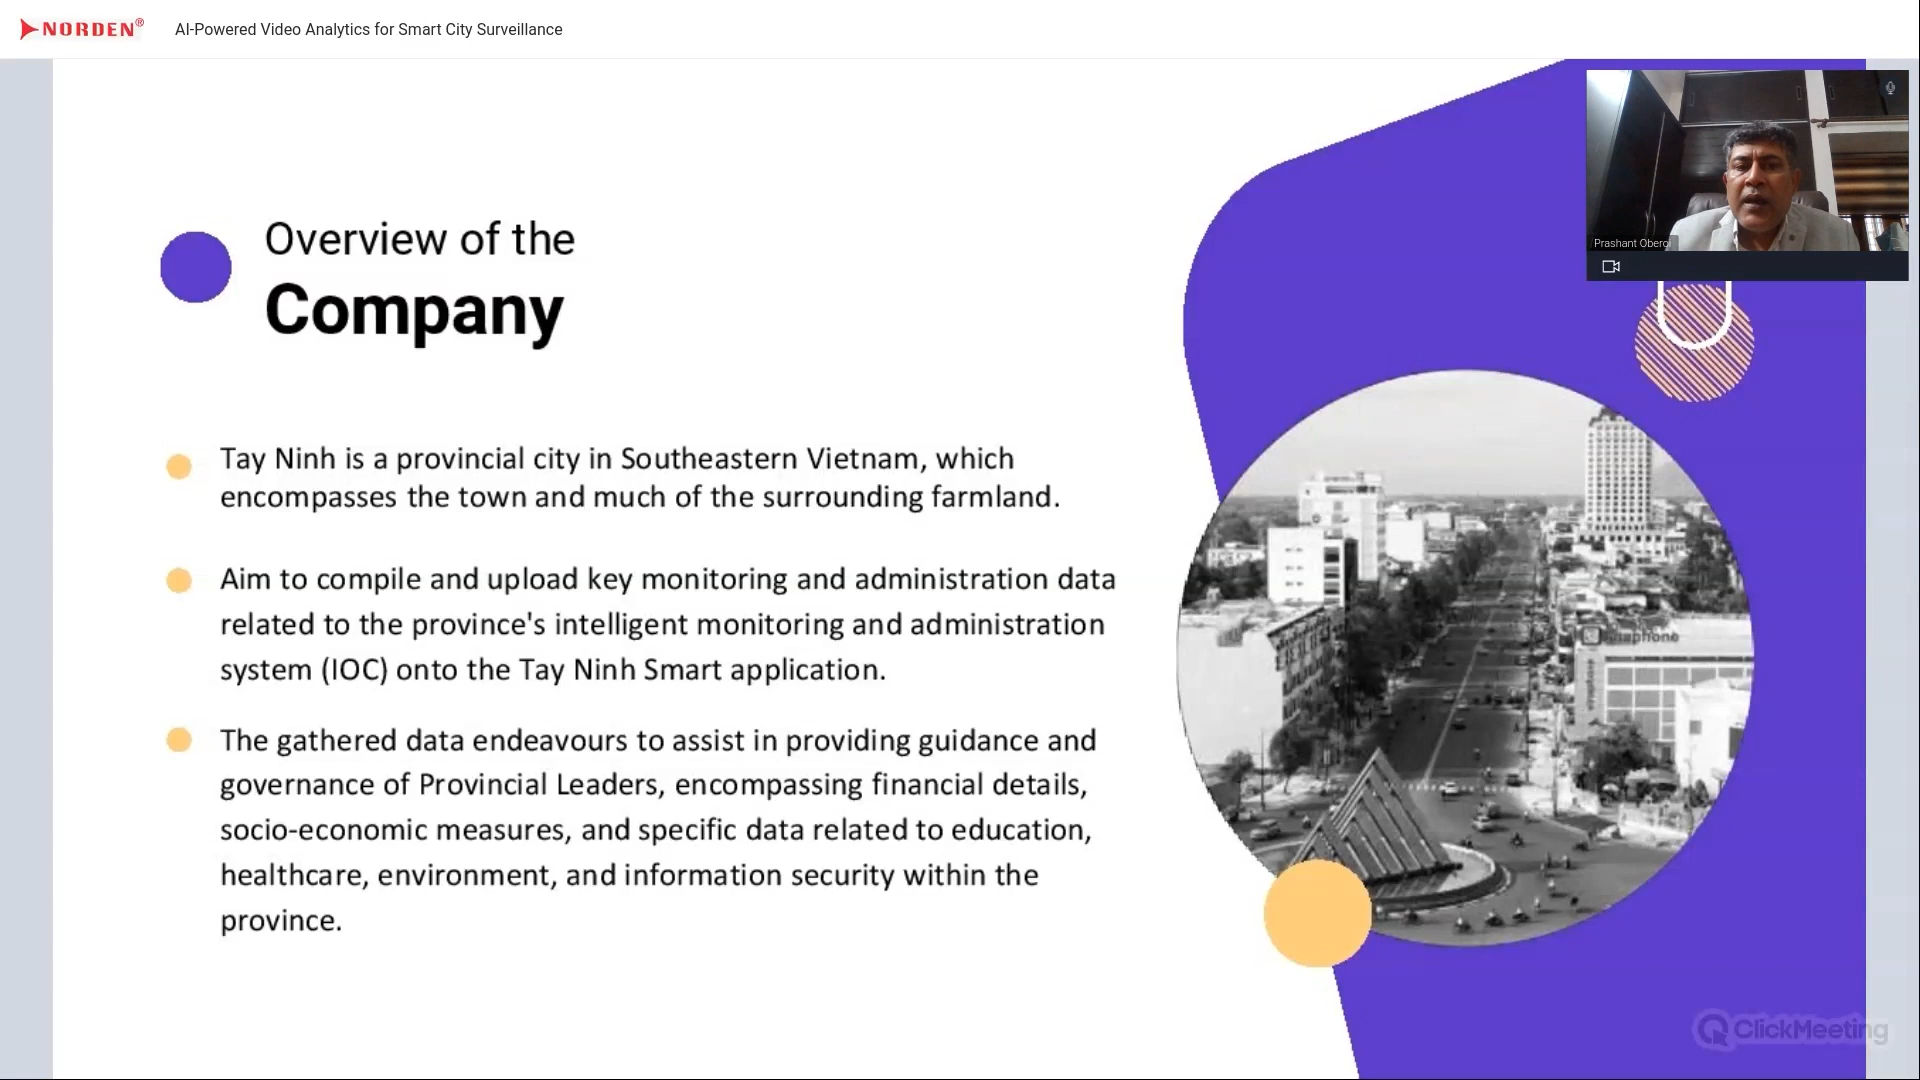 NORDEN®
AI-Powered Video Analytics for Smart City Surveillance
Prashant Oberoi
Overview of the
Company
Tay Ninh is a provincial city in Southeastern Vietnam, which
encompasses the town and much of the surrounding farmland.
Aim to compile and upload key monitoring and administration data
related to the province's intelligent monitoring and administration
system (IOC) onto the Tay Ninh Smart application.
The gathered data endeavours to assist in providing guidance and
governance of Provincial Leaders, encompassing financial details,
socio-economic measures, and specific data related to education,
healthcare, environment, and information security within the
province.
ClickMeeting